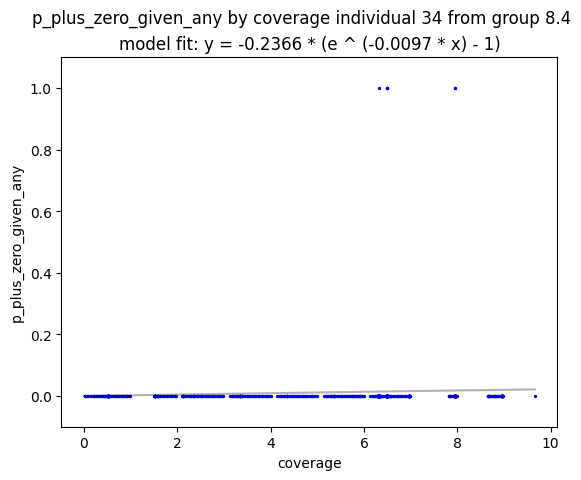 p_plus_zero_given_any by coverage individual 34 from group 8.4
model fit: y = -0.2366 * (e ^ (-0.0097 * x) - 1)
p_plus_zero_given_any
1.0
0.8
0.6
0.4
0.2
0.0
0 2 4 6 8 10
coverage